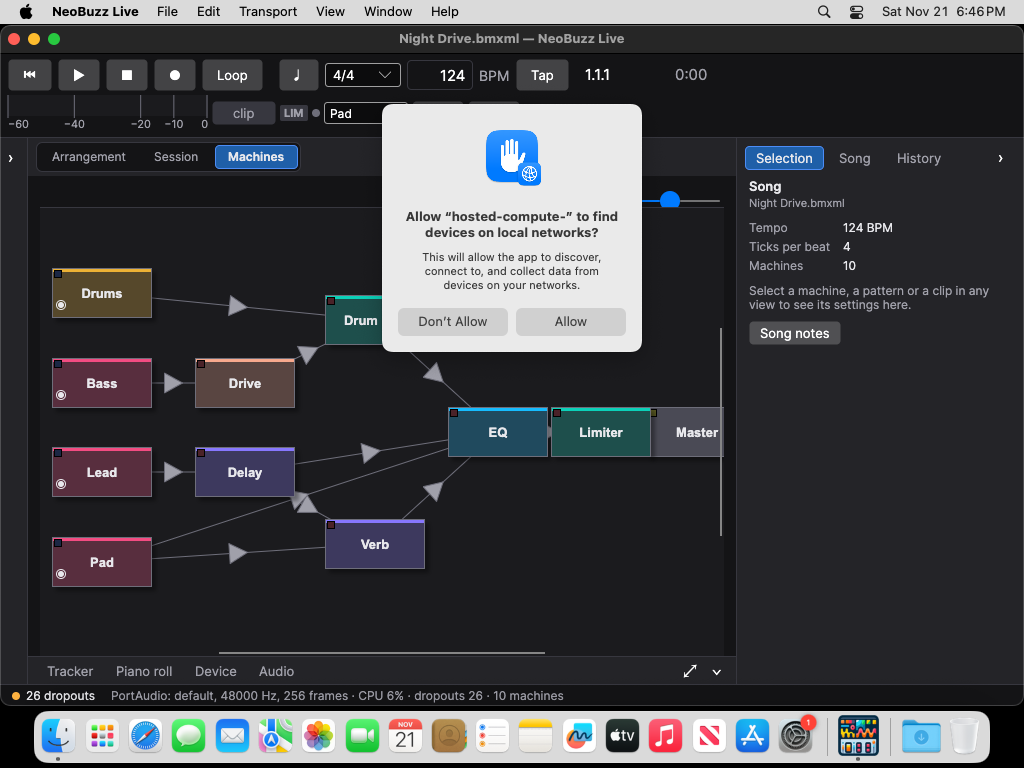 NeoBuzz Live File Edit Transport View Window Help Sat Nov 21 6:46 PM
Night Drive.bmxml — NeoBuzz Live
Loop 4/4 124 BPM Tap 1.1.1 0:00
-60 -40 -20 -10 0 clip LIM Pad
Arrangement Session Machines
Selection Song History
Allow “hosted-compute-” to find
devices on local networks?
This will allow the app to discover,
connect to, and collect data from
devices on your networks.
Don’t Allow Allow
Song
Night Drive.bmxml
Tempo 124 BPM
Ticks per beat 4
Machines 10
Select a machine, a pattern or a clip in any
view to see its settings here.
Song notes
Drums
Drum
Bass
Drive
EQ
Limiter
Master
Lead
Delay
Verb
Pad
Tracker Piano roll Device Audio
26 dropouts PortAudio: default, 48000 Hz, 256 frames · CPU 6% · dropouts 26 · 10 machines
NOV
21
tv
1